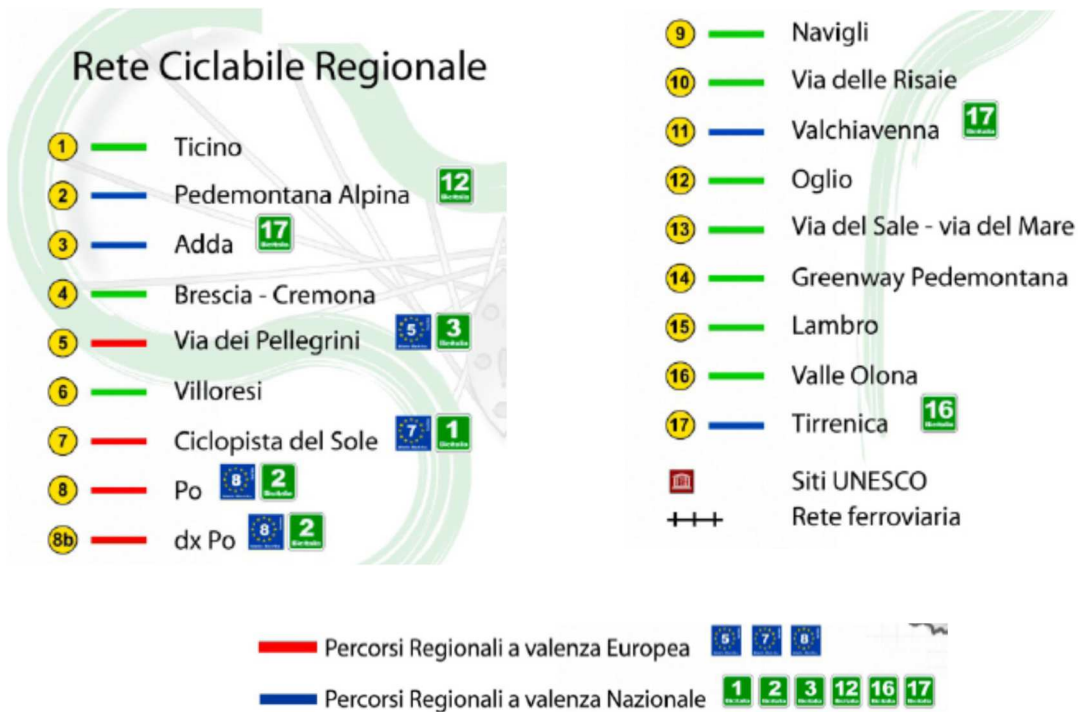 Rete Ciclabile Regionale
1 Ticino
2 Pedemontana Alpina 12
3 Adda 17
4 Brescia - Cremona
5 Via dei Pellegrini 5 3
6 Villoresi
7 Ciclopista del Sole 7 1
8 Po 8 2
8b dx Po 8 2
9 Navigli
10 Via delle Risaie
11 Valchiavenna 17
12 Oglio
13 Via del Sale - via del Mare
14 Greenway Pedemontana
15 Lambro
16 Valle Olona
17 Tirrenica 16
Siti UNESCO
Rete ferroviaria
Percorsi Regionali a valenza Europea 5 7 8
Percorsi Regionali a valenza Nazionale 1 2 3 12 16 17